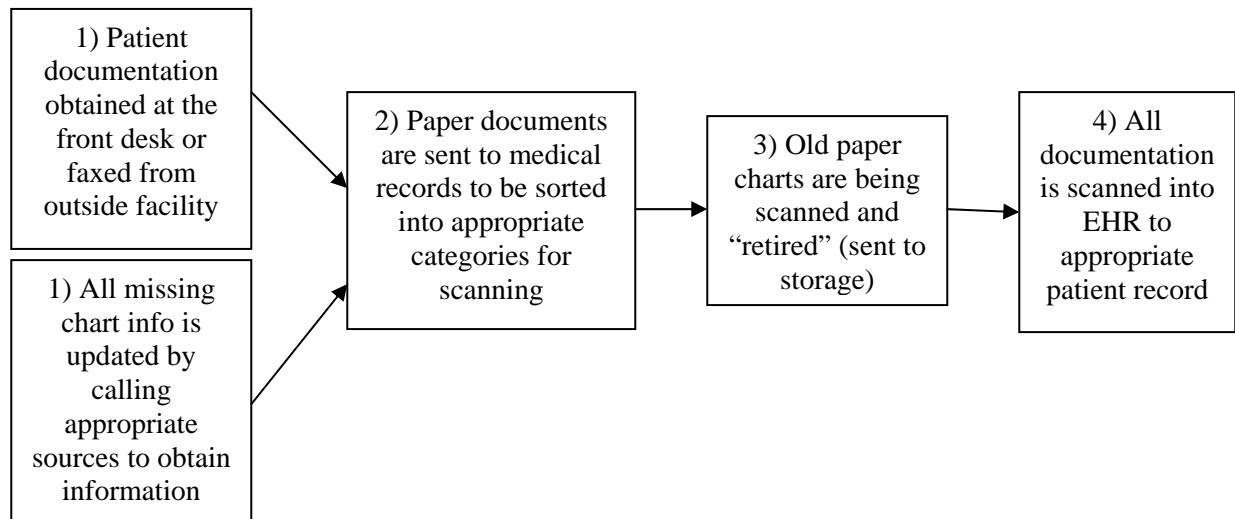 1) Patient
documentation
obtained at the
front desk or
faxed from
outside facility
1) All missing
chart info is
updated by
calling
appropriate
sources to obtain
information
2) Paper documents
are sent to medical
records to be sorted
into appropriate
categories for
scanning
3) Old paper
charts are being
scanned and
“retired” (sent to
storage)
4) All
documentation
is scanned into
EHR to
appropriate
patient record